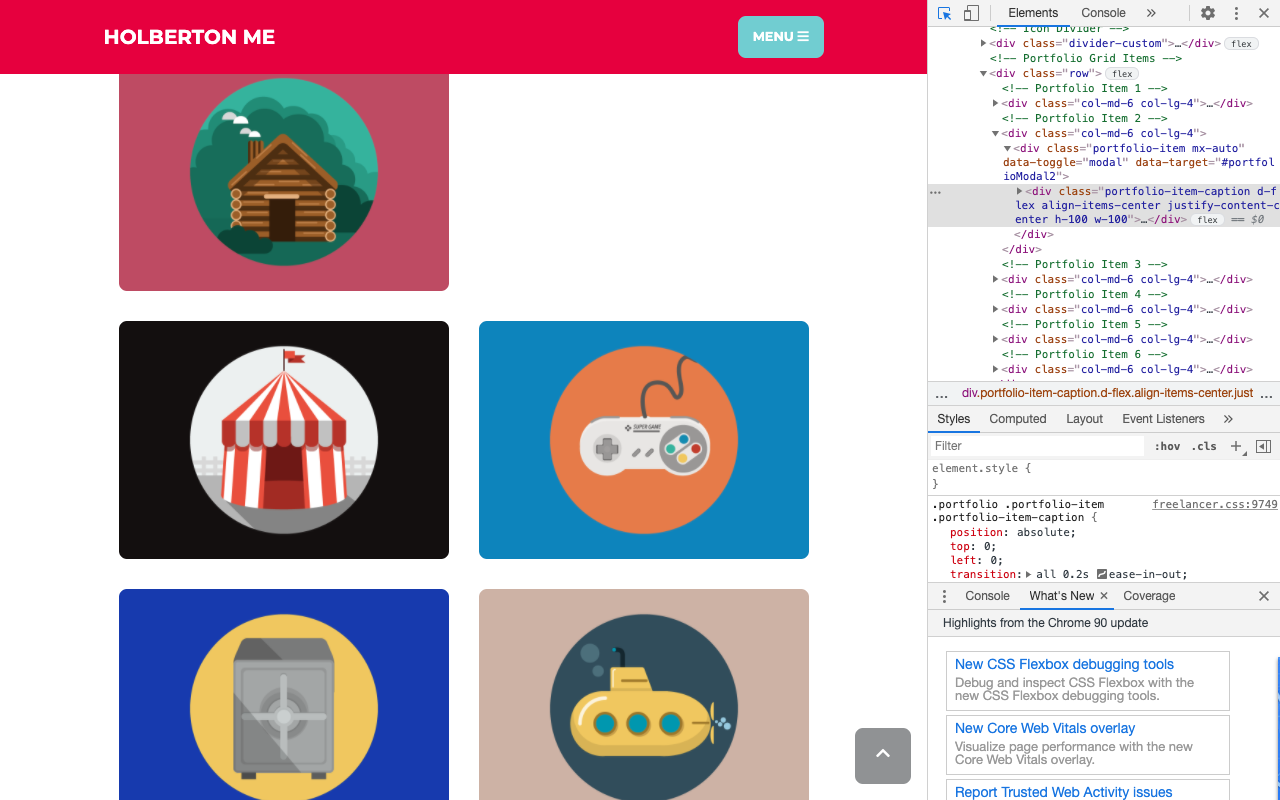 HOLBERTON ME
MENU ☰
SUPER GAME
Elements
Console
<!-- Icon Divider -->
<div class="divider-custom">…</div> flex
<!-- Portfolio Grid Items -->
<div class="row"> flex
<!-- Portfolio Item 1 -->
<div class="col-md-6 col-lg-4">…</div>
<!-- Portfolio Item 2 -->
<div class="col-md-6 col-lg-4">
<div class="portfolio-item mx-auto"
data-toggle="modal" data-target="#portfol
ioModal2">
… <div class="portfolio-item-caption d-f
lex align-items-center justify-content-c
enter h-100 w-100">…</div> flex == $0
</div>
</div>
<!-- Portfolio Item 3 -->
<div class="col-md-6 col-lg-4">…</div>
<!-- Portfolio Item 4 -->
<div class="col-md-6 col-lg-4">…</div>
<!-- Portfolio Item 5 -->
<div class="col-md-6 col-lg-4">…</div>
<!-- Portfolio Item 6 -->
<div class="col-md-6 col-lg-4">…</div>
… div.portfolio-item-caption.d-flex.align-items-center.just …
Styles Computed Layout Event Listeners »
Filter :hov .cls +
element.style {
}
.portfolio .portfolio-item freelancer.css:9749
.portfolio-item-caption {
position: absolute;
top: 0;
left: 0;
transition: all 0.2s ease-in-out;
Console What's New × Coverage
Highlights from the Chrome 90 update
New CSS Flexbox debugging tools
Debug and inspect CSS Flexbox with the
new CSS Flexbox debugging tools.
New Core Web Vitals overlay
Visualize page performance with the new
Core Web Vitals overlay.
Report Trusted Web Activity issues